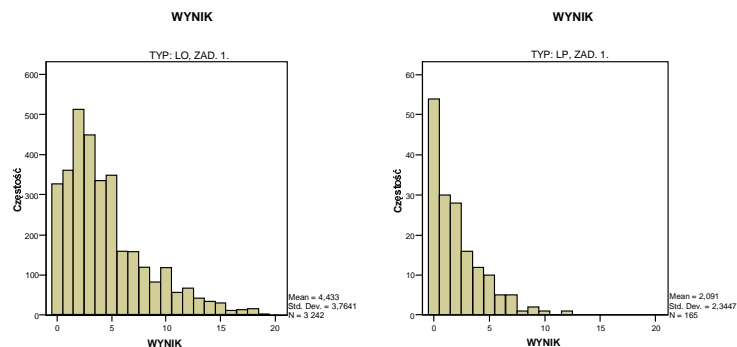 WYNIK
TYP: LO, ZAD. 1.
600
500
400
300
200
100
0
Częstość
0
5
10
15
20
WYNIK
Mean = 4,433
Std. Dev. = 3,7641
N = 3 242
WYNIK
TYP: LP, ZAD. 1.
60
50
40
30
20
10
0
Częstość
0
5
10
15
20
WYNIK
Mean = 2,091
Std. Dev. = 2,3447
N = 165